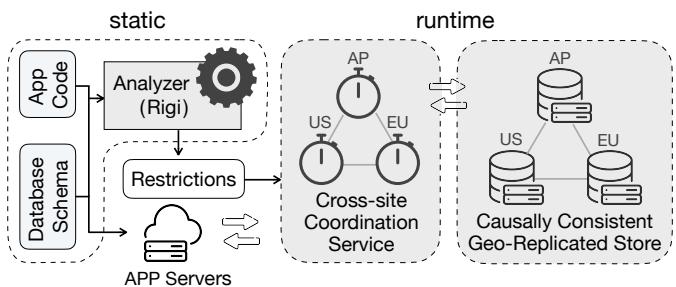 static
runtime
App
Code
Analyzer
(Rigi)
Database
Schema
Restrictions
APP Servers
AP
US
EU
Cross-site
Coordination
Service
AP
US
EU
Causally Consistent
Geo-Replicated Store